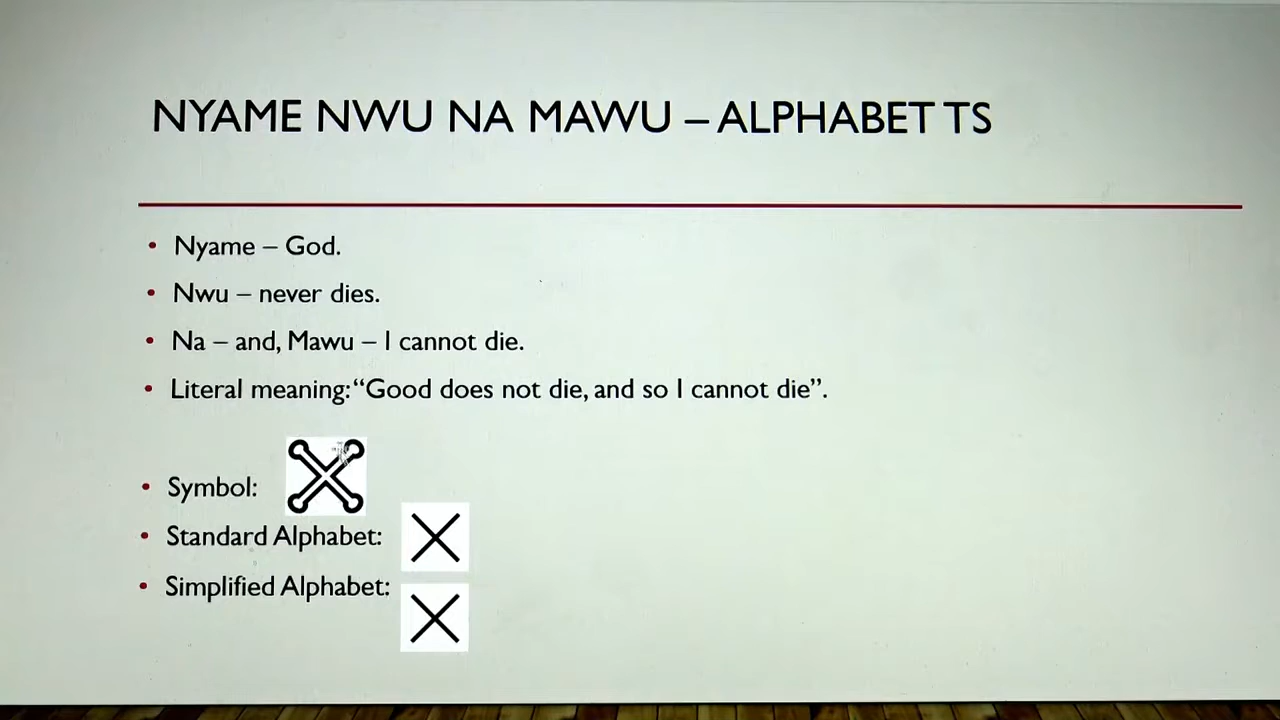 NYAME NWU NA MAWU – ALPHABET TS
• Nyame – God.
• Nwu – never dies.
• Na – and, Mawu – I cannot die.
• Literal meaning: “Good does not die, and so I cannot die”.
• Symbol:
• Standard Alphabet:
• Simplified Alphabet: